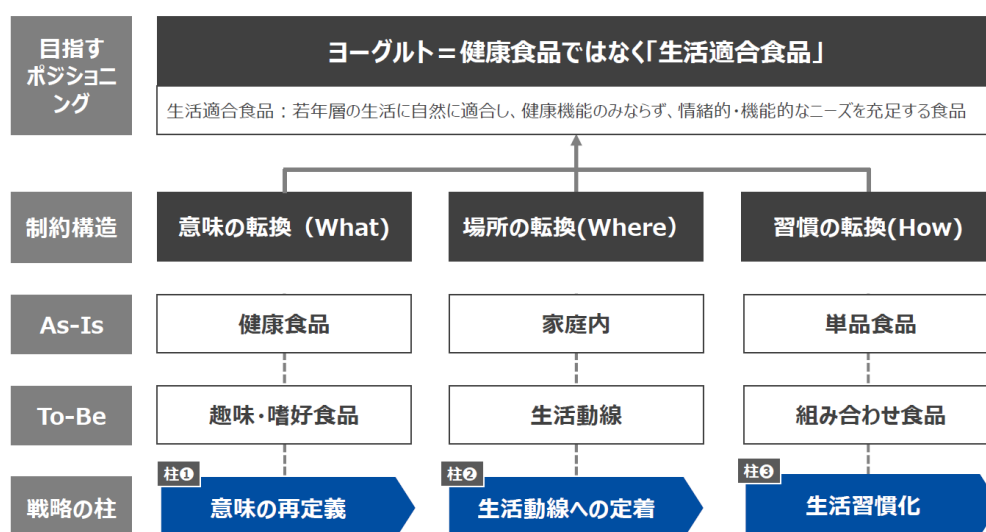 目指す
ポジショニ
ング
ヨーグルト＝健康食品ではなく「生活適合食品」
生活適合食品：若年層の生活に自然に適合し、健康機能のみならず、情緒的・機能的なニーズを充足する食品
制約構造
意味の転換（What)
場所の転換(Where）
習慣の転換(How)
As-Is
健康食品
家庭内
単品食品
To-Be
趣味・嗜好食品
生活動線
組み合わせ食品
戦略の柱
柱❶
意味の再定義
柱❷
生活動線への定着
柱❸
生活習慣化